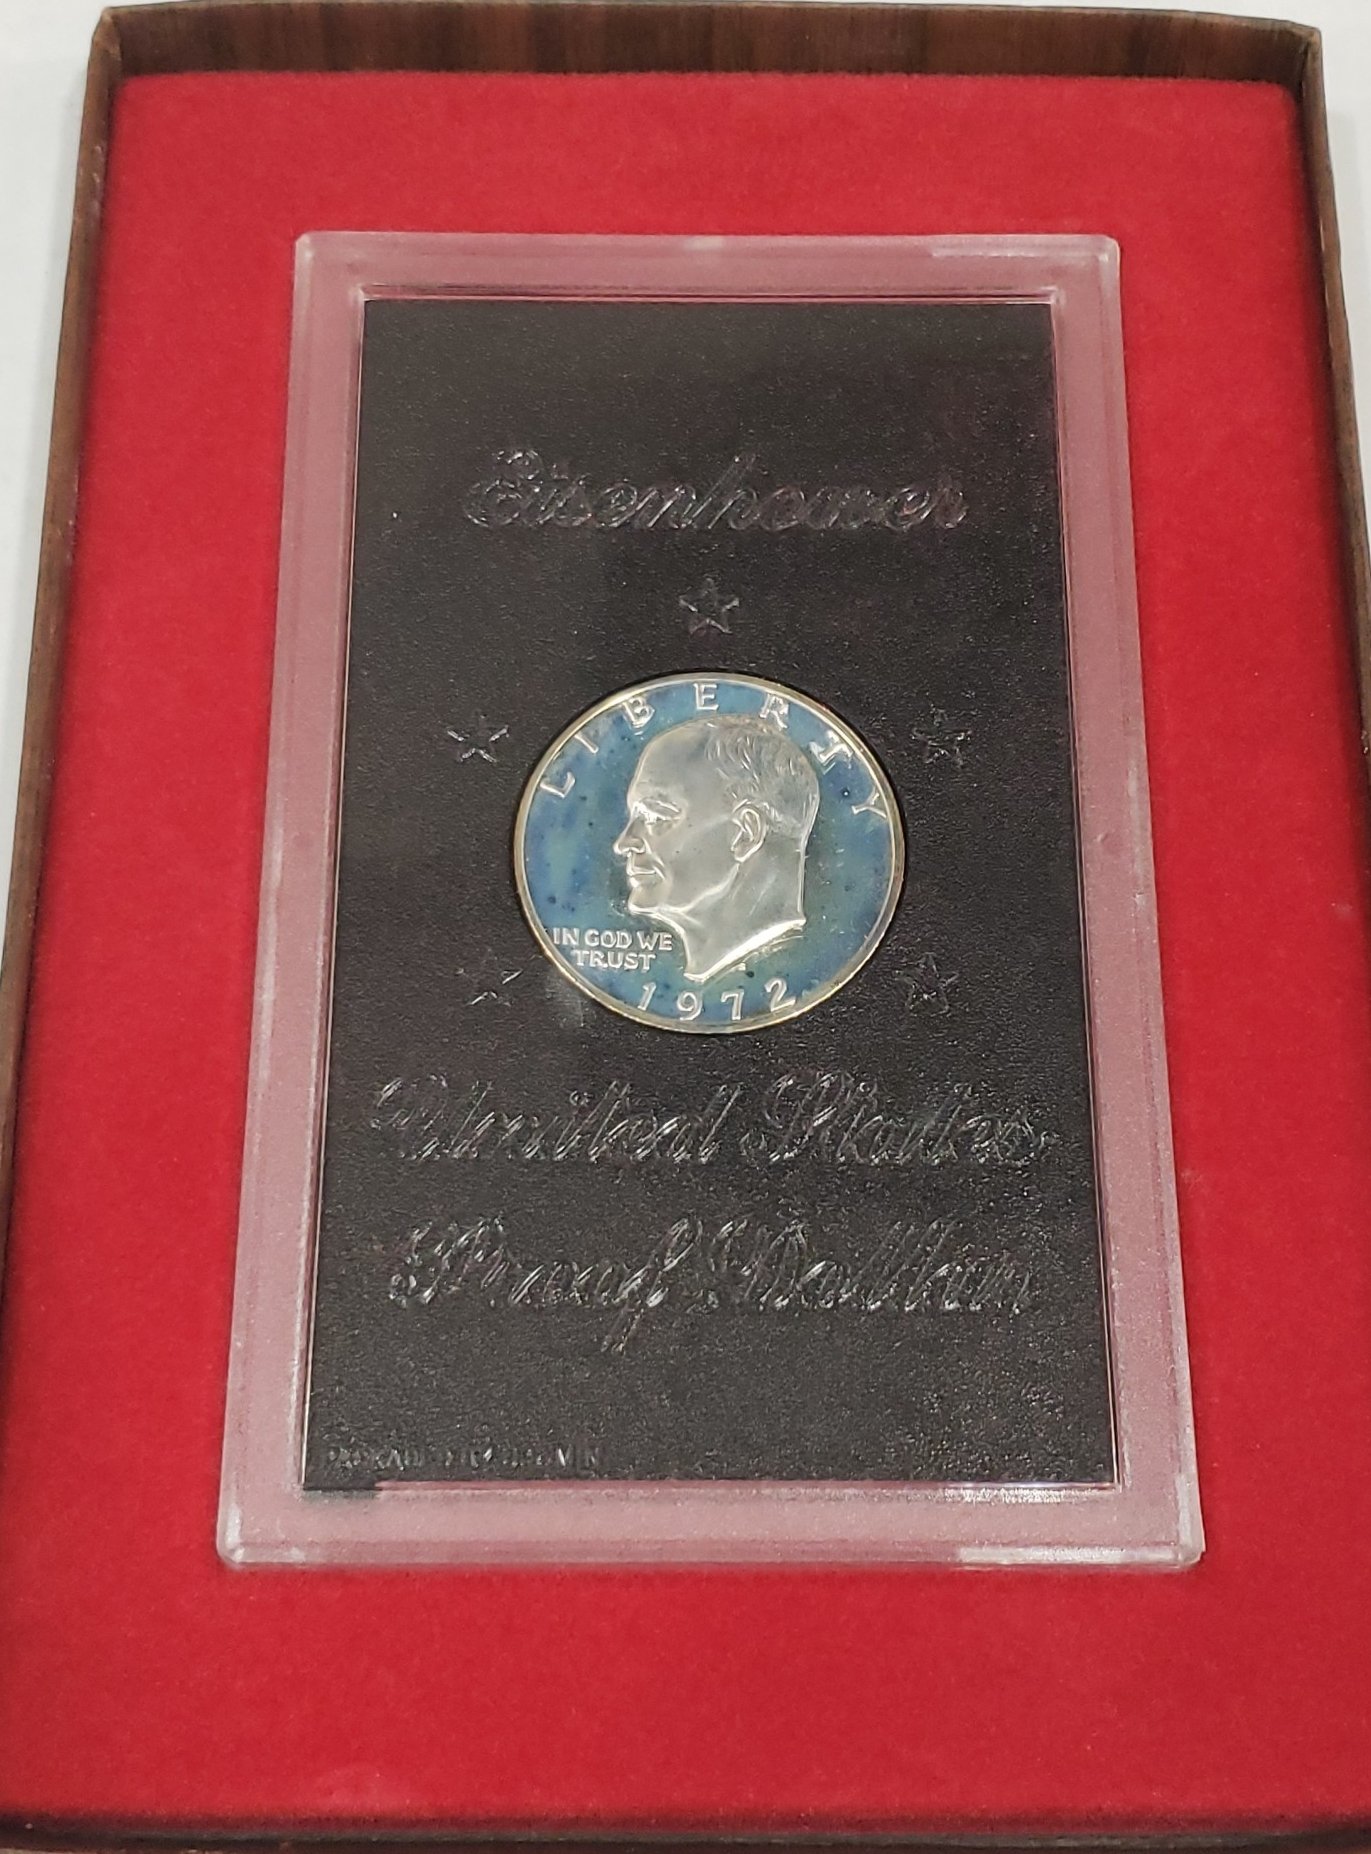 Eisenhower
LIBERTY
IN GOD WE
TRUST
1972
United States
Proof Dollar